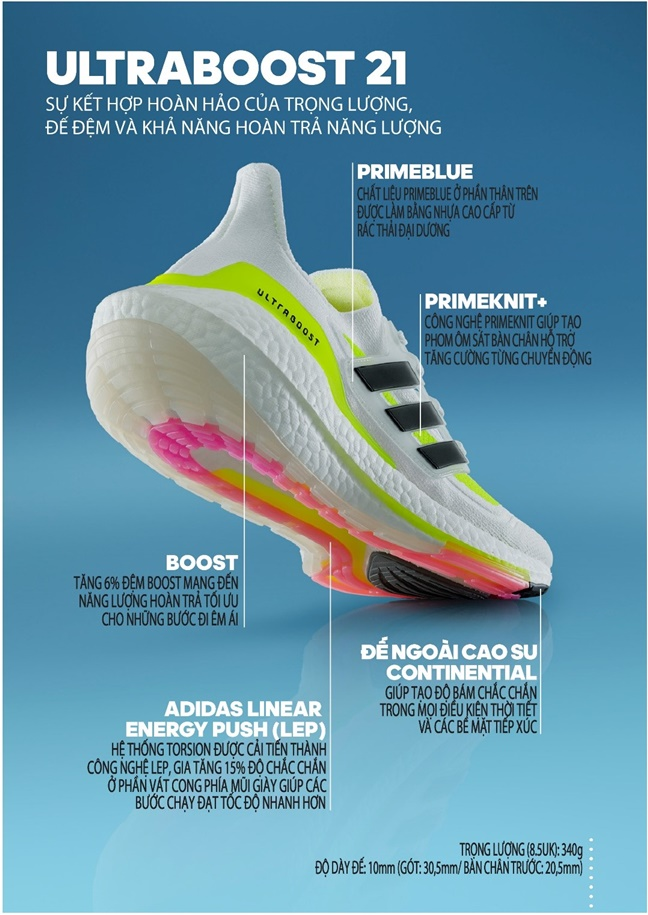 ULTRABOOST 21
SỰ KẾT HỢP HOÀN HẢO CỦA TRỌNG LƯỢNG,
ĐẾ ĐỆM VÀ KHẢ NĂNG HOÀN TRẢ NĂNG LƯỢNG
PRIMEBLUE
CHẤT LIỆU PRIMEBLUE Ở PHẦN THÂN TRÊN
ĐƯỢC LÀM BẰNG NHỰA CAO CẤP TỪ
RÁC THẢI ĐẠI DƯƠNG
ULTRABOOST
PRIMEKNIT+
CÔNG NGHỆ PRIMEKNIT GIÚP TẠO
PHOM ÔM SÁT BÀN CHÂN HỖ TRỢ
TĂNG CƯỜNG TỪNG CHUYỂN ĐỘNG
BOOST
TĂNG 6% ĐỆM BOOST MANG ĐẾN
NĂNG LƯỢNG HOÀN TRẢ TỐI ƯU
CHO NHỮNG BƯỚC ĐI ÊM ÁI
ĐẾ NGOÀI CAO SU
CONTINENTIAL
GIÚP TẠO ĐỘ BÁM CHẮC CHẮN
TRONG MỌI ĐIỀU KIỆN THỜI TIẾT
VÀ CÁC BỀ MẶT TIẾP XÚC
ADIDAS LINEAR
ENERGY PUSH (LEP)
HỆ THỐNG TORSION ĐƯỢC CẢI TIẾN THÀNH
CÔNG NGHỆ LEP, GIA TĂNG 15% ĐỘ CHẮC CHẮN
Ở PHẦN VÁT CONG PHÍA MŨI GIÀY GIÚP CÁC
BƯỚC CHẠY ĐẠT TỐC ĐỘ NHANH HƠN
TRỌNG LƯỢNG (8.5UK): 340g
ĐỘ DÀY ĐẾ: 10mm (GÓT: 30,5mm/ BÀN CHÂN TRƯỚC: 20,5mm)